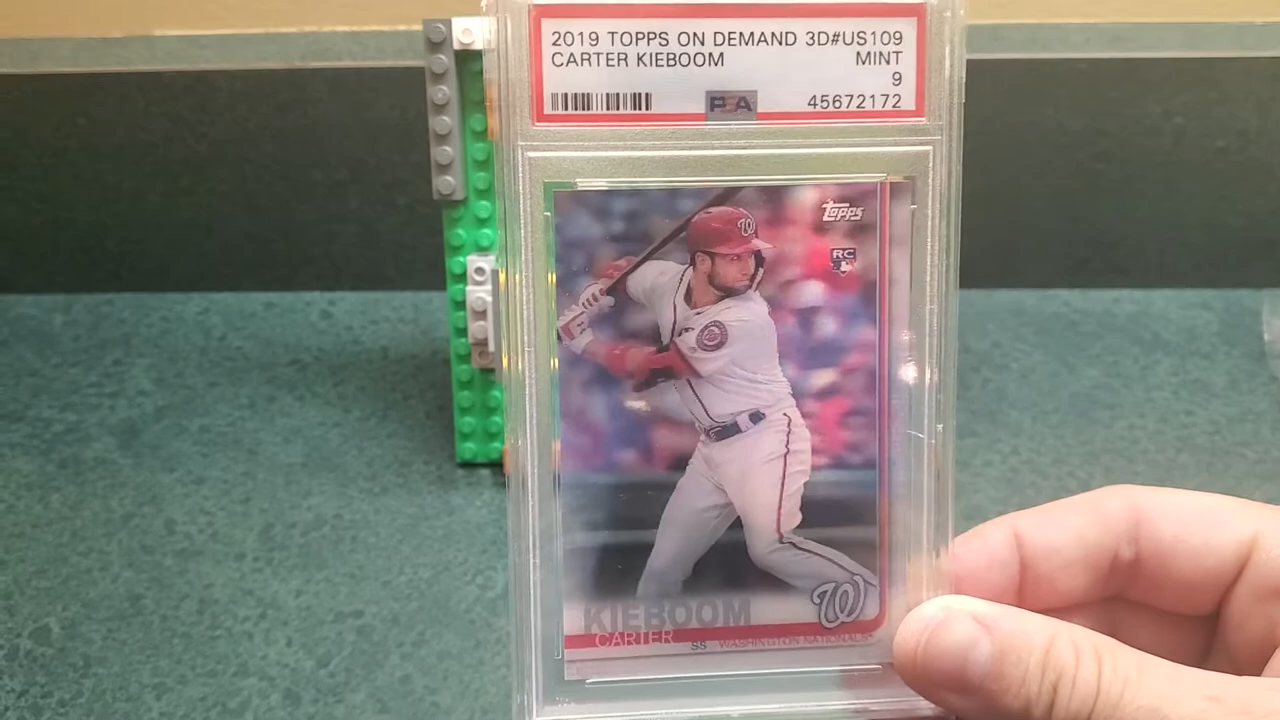 2019 TOPPS ON DEMAND 3D#US109
CARTER KIEBOOM MINT
9
PSA 45672172
Topps
W
RC
KIEBOOM
W
CARTER
SS WASHINGTON NATIONALS